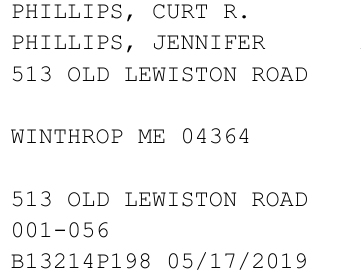 PHILLIPS, CURT R.
PHILLIPS, JENNIFER
513 OLD LEWISTON ROAD
WINTHROP ME 04364
513 OLD LEWISTON ROAD
001-056
B13214P198 05/17/2019